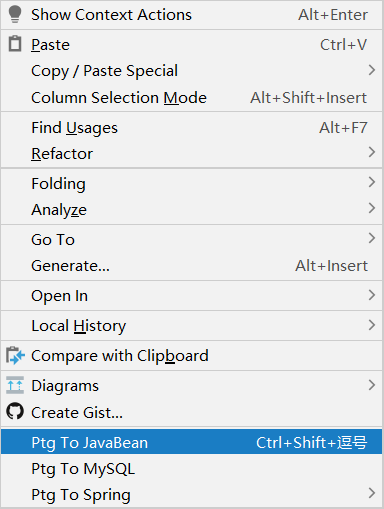 Show Context Actions Alt+Enter
Paste Ctrl+V
Copy / Paste Special
Column Selection Mode Alt+Shift+Insert
Find Usages Alt+F7
Refactor
Folding
Analyze
Go To
Generate... Alt+Insert
Open In
Local History
Compare with Clipboard
Diagrams
Create Gist...
Ptg To JavaBean Ctrl+Shift+逗号
Ptg To MySQL
Ptg To Spring